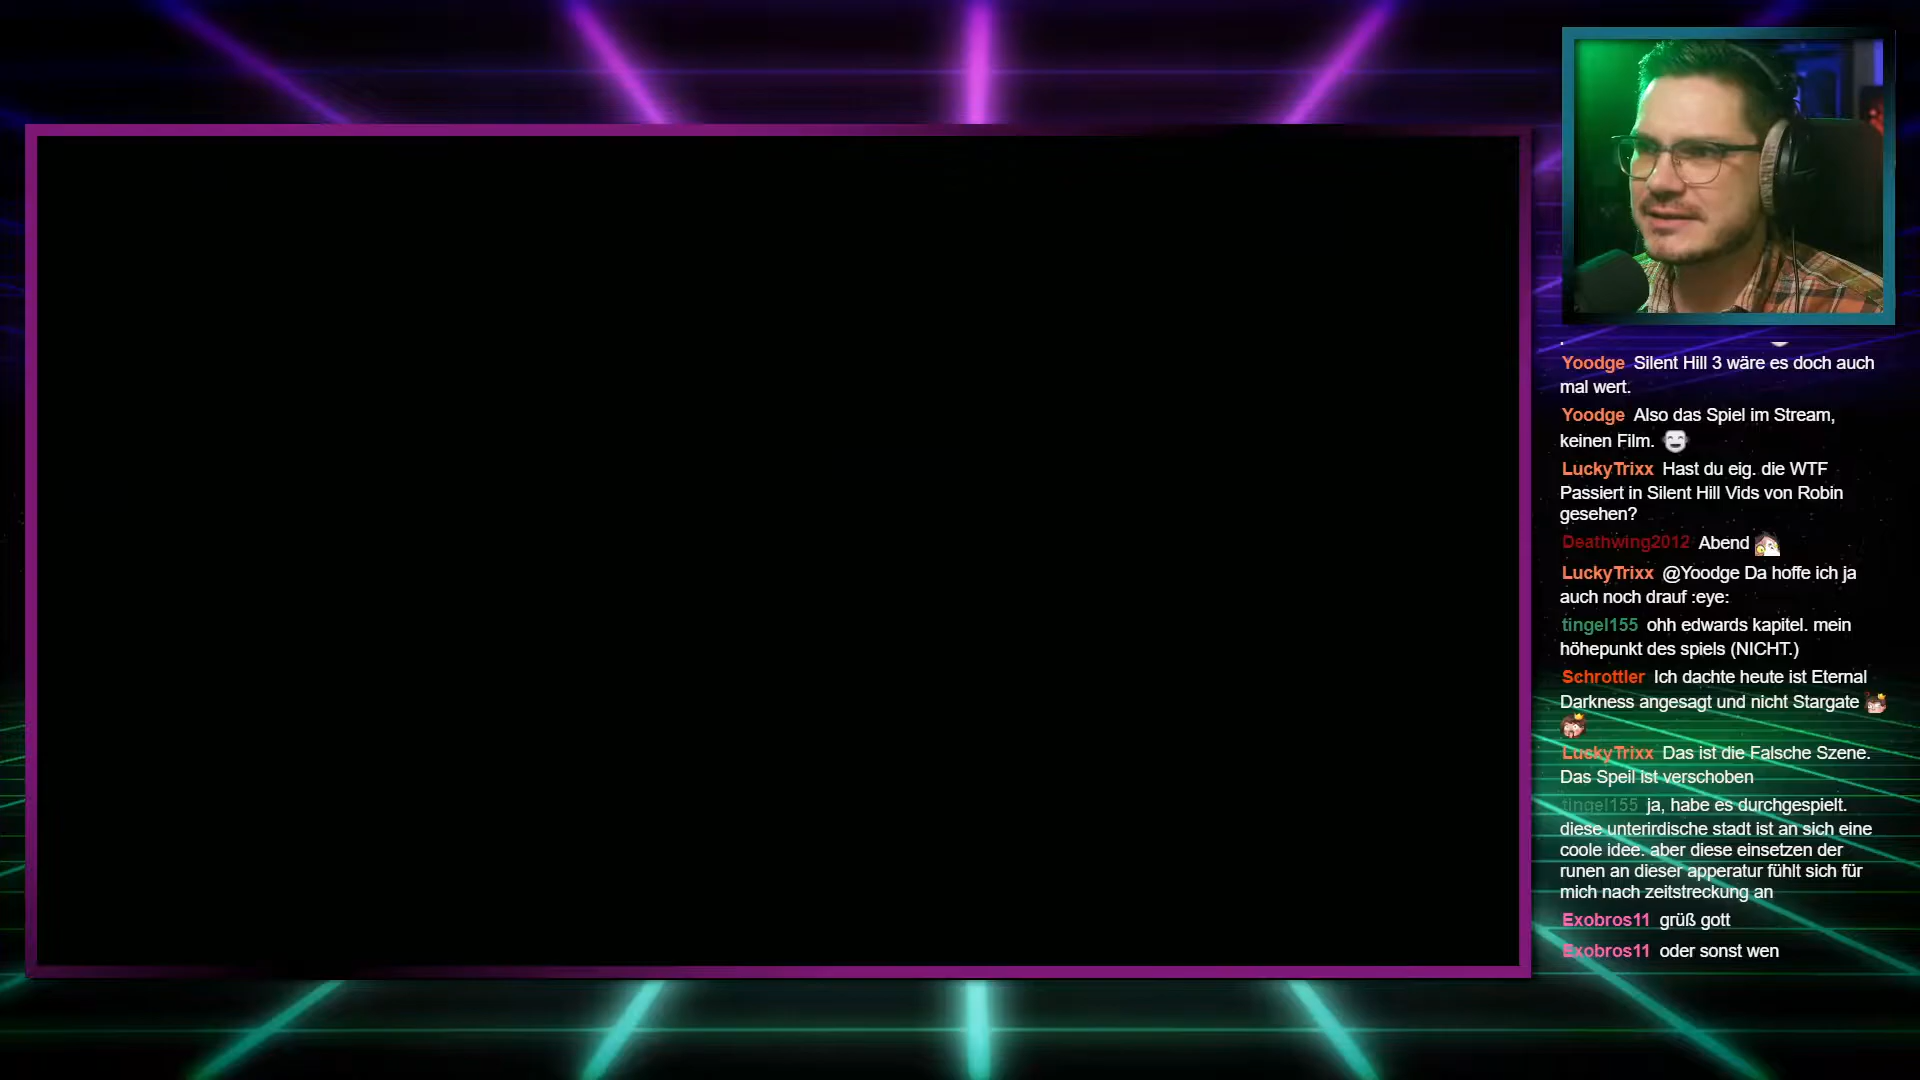 Yoodge Silent Hill 3 wäre es doch auch
mal wert.
Yoodge Also das Spiel im Stream,
keinen Film.
LuckyTrixx Hast du eig. die WTF
Passiert in Silent Hill Vids von Robin
gesehen?
Deathwing2012 Abend
LuckyTrixx @Yoodge Da hoffe ich ja
auch noch drauf :eye:
tingel155 ohh edwards kapitel. mein
höhepunkt des spiels (NICHT.)
Schrottler Ich dachte heute ist Eternal
Darkness angesagt und nicht Stargate
LuckyTrixx Das ist die Falsche Szene.
Das Speil ist verschoben
tingel155 ja, habe es durchgespielt.
diese unterirdische stadt ist an sich eine
coole idee. aber diese einsetzen der
runen an dieser apperatur fühlt sich für
mich nach zeitstreckung an
Exobros11 grüß gott
Exobros11 oder sonst wen